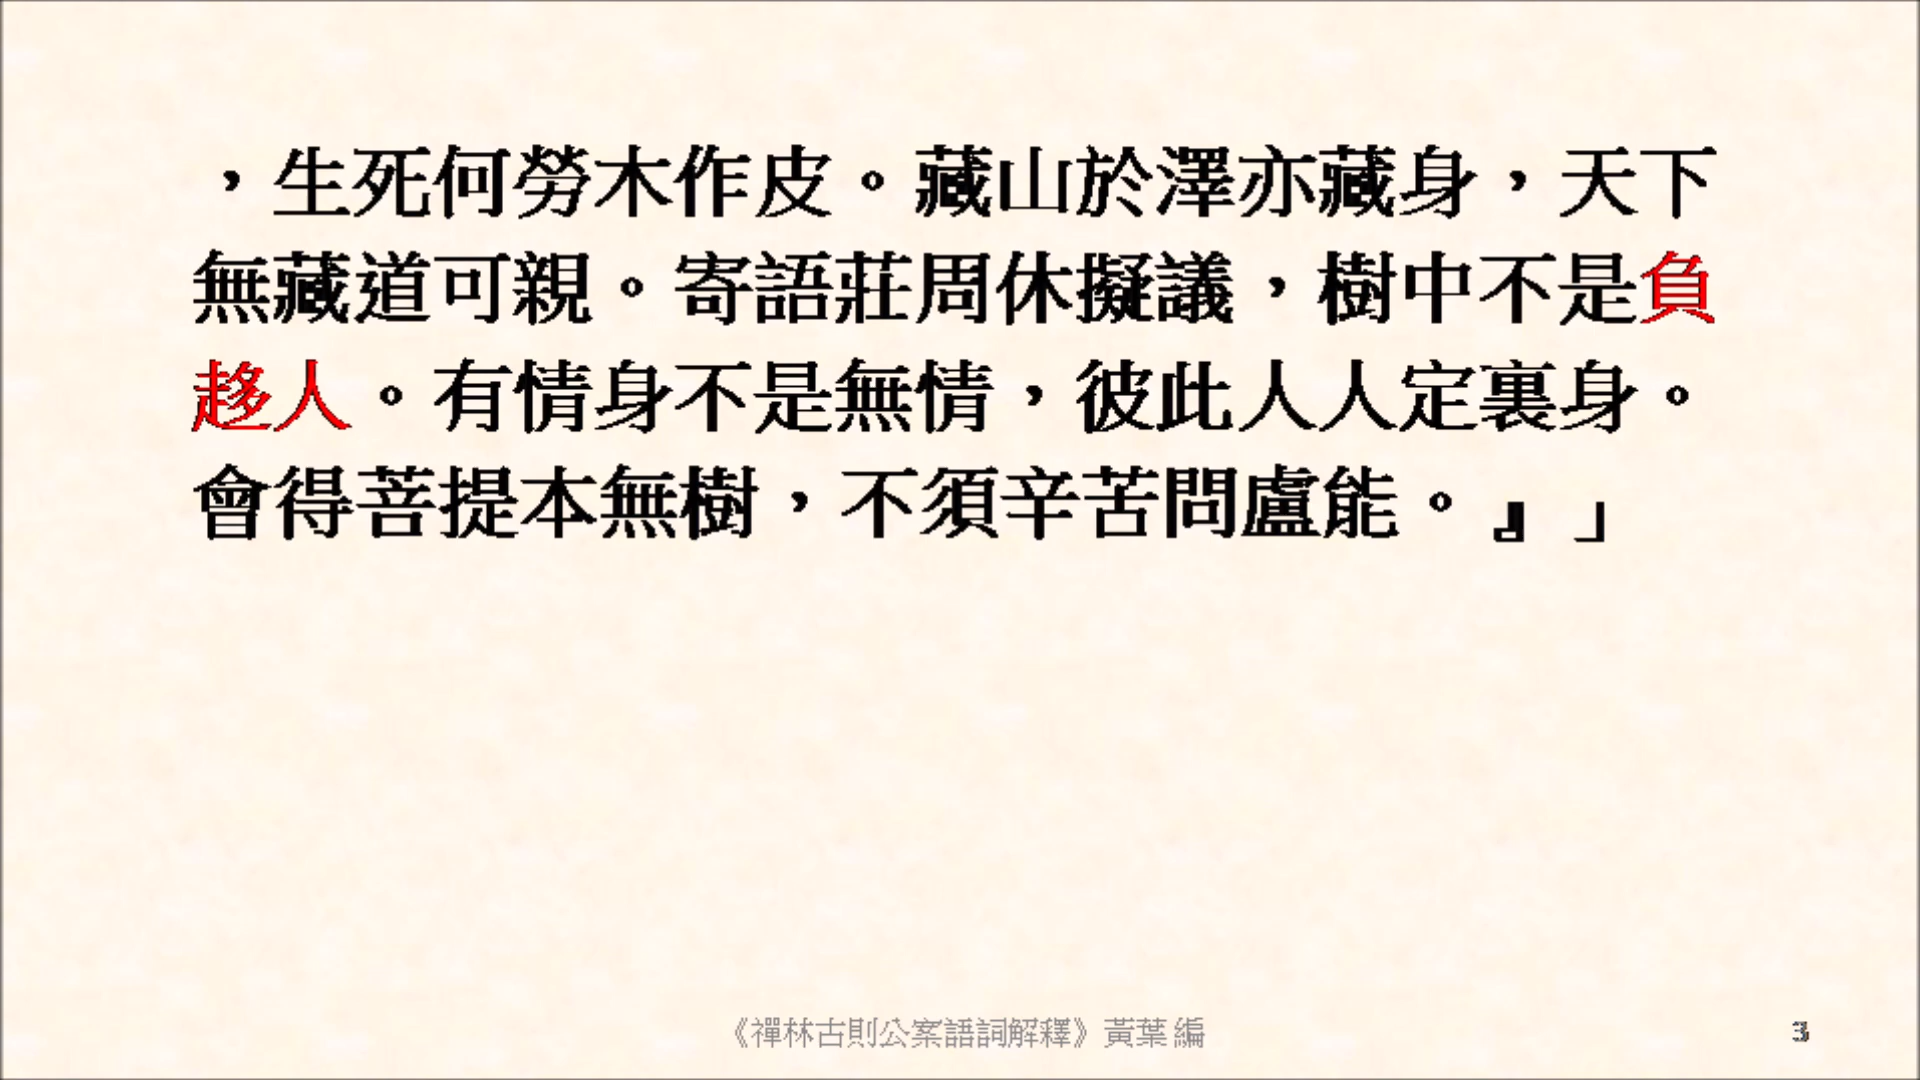 ，生死何勞木作皮。藏山於澤亦藏身，天下
無藏道可親。寄語莊周休擬議，樹中不是負
趍人。有情身不是無情，彼此人人定裏身。
會得菩提本無樹，不須辛苦問盧能。』」
《禪林古則公案語詞解釋》黃葉 編
3